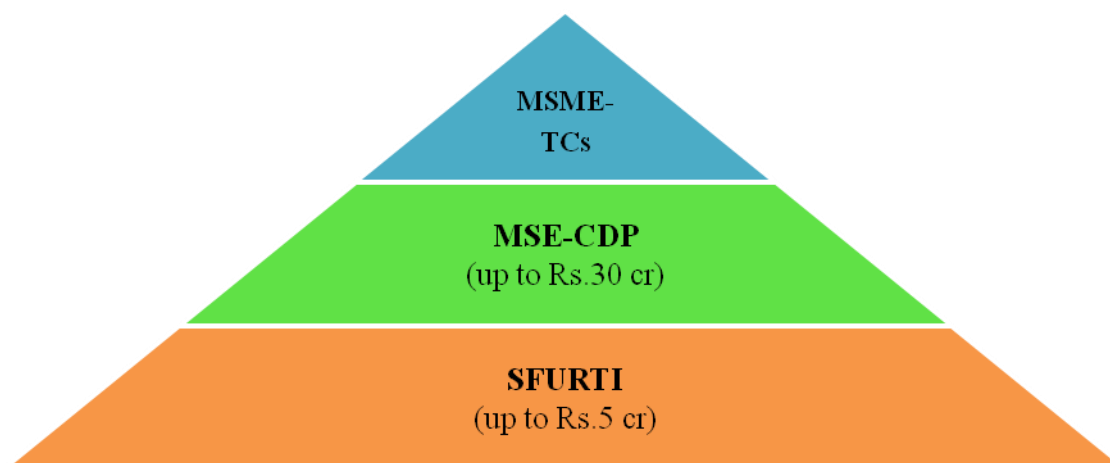 MSME-
TCs
MSE-CDP
(up to Rs.30 cr)
SFURTI
(up to Rs.5 cr)